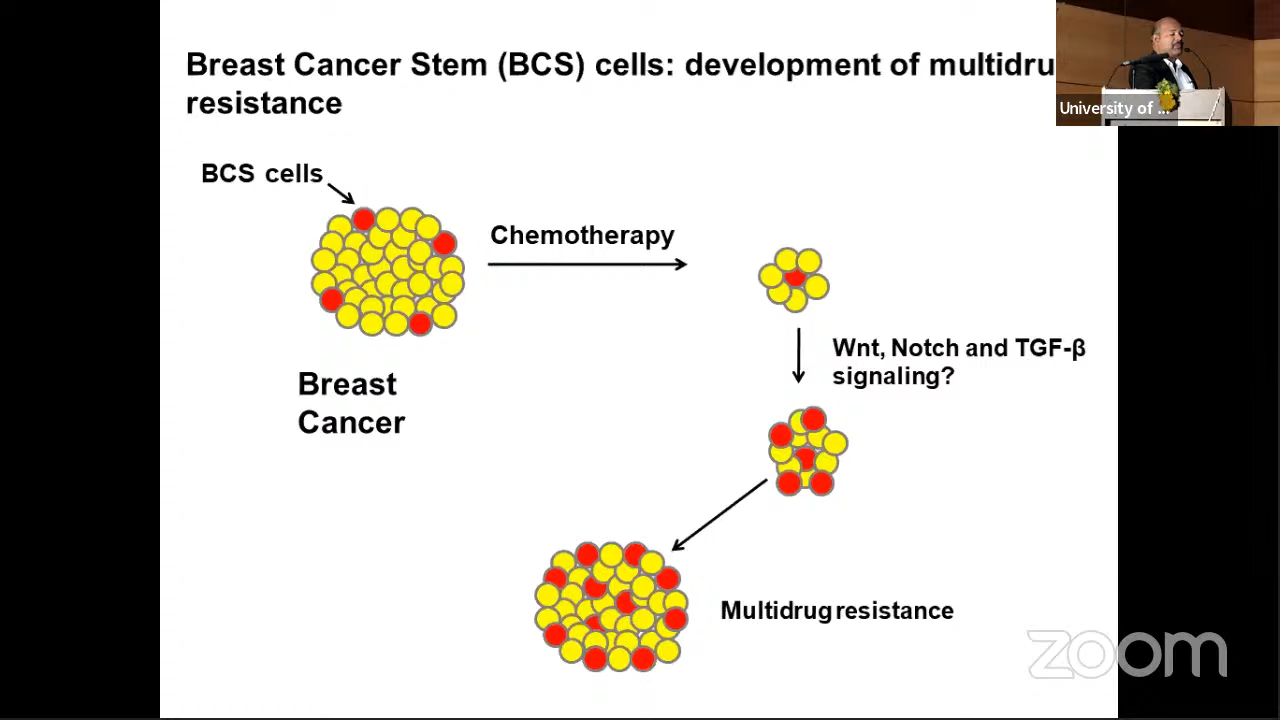 Breast Cancer Stem (BCS) cells: development of multidru
resistance
University of ...
BCS cells
Chemotherapy
Wnt, Notch and TGF-β
signaling?
Breast
Cancer
Multidrug resistance
zoom